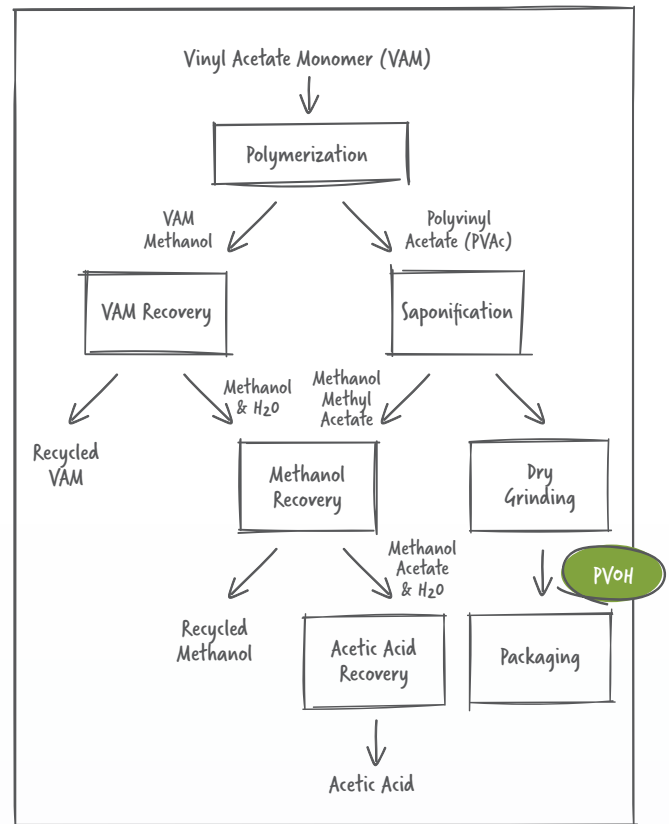 Vinyl Acetate Monomer (VAM)
Polymerization
VAM
Methanol
Polyvinyl
Acetate (PVAc)
VAM Recovery
Saponification
Methanol
& H2O
Methanol
Methyl
Acetate
Recycled
VAM
Methanol
Recovery
Dry
Grinding
Methanol
Acetate
& H2O
PVOH
Recycled
Methanol
Acetic Acid
Recovery
Packaging
Acetic Acid